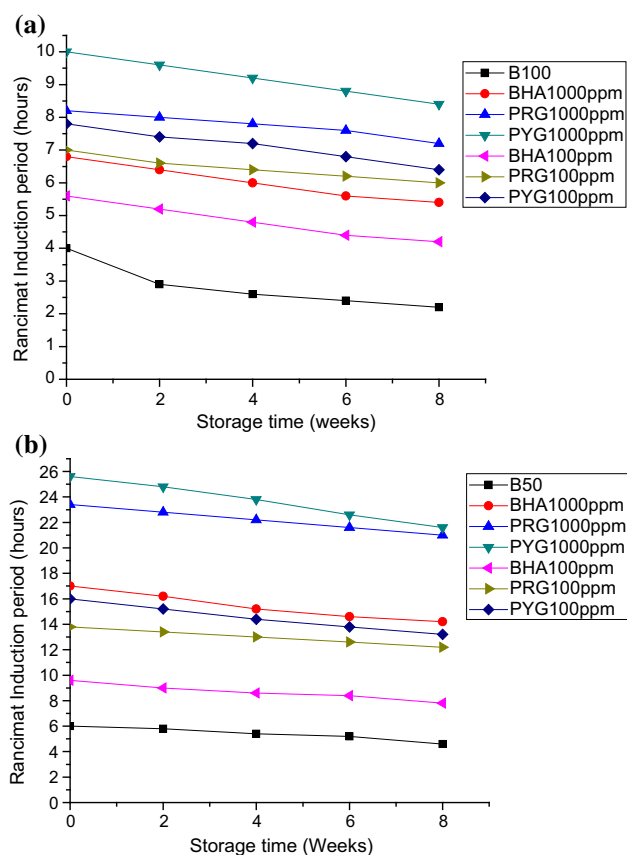 (a)
10
9
8
7
6
5
4
3
2
1
0
Rancimat Induction period (hours)
0 2 4 6 8
Storage time (weeks)
B100
BHA1000ppm
PRG1000ppm
PYG1000ppm
BHA100ppm
PRG100ppm
PYG100ppm
(b)
26
24
22
20
18
16
14
12
10
8
6
4
2
0
Rancimat Induction period (hours)
0 2 4 6 8
Storage time (Weeks)
B50
BHA1000ppm
PRG1000ppm
PYG1000ppm
BHA100ppm
PRG100ppm
PYG100ppm